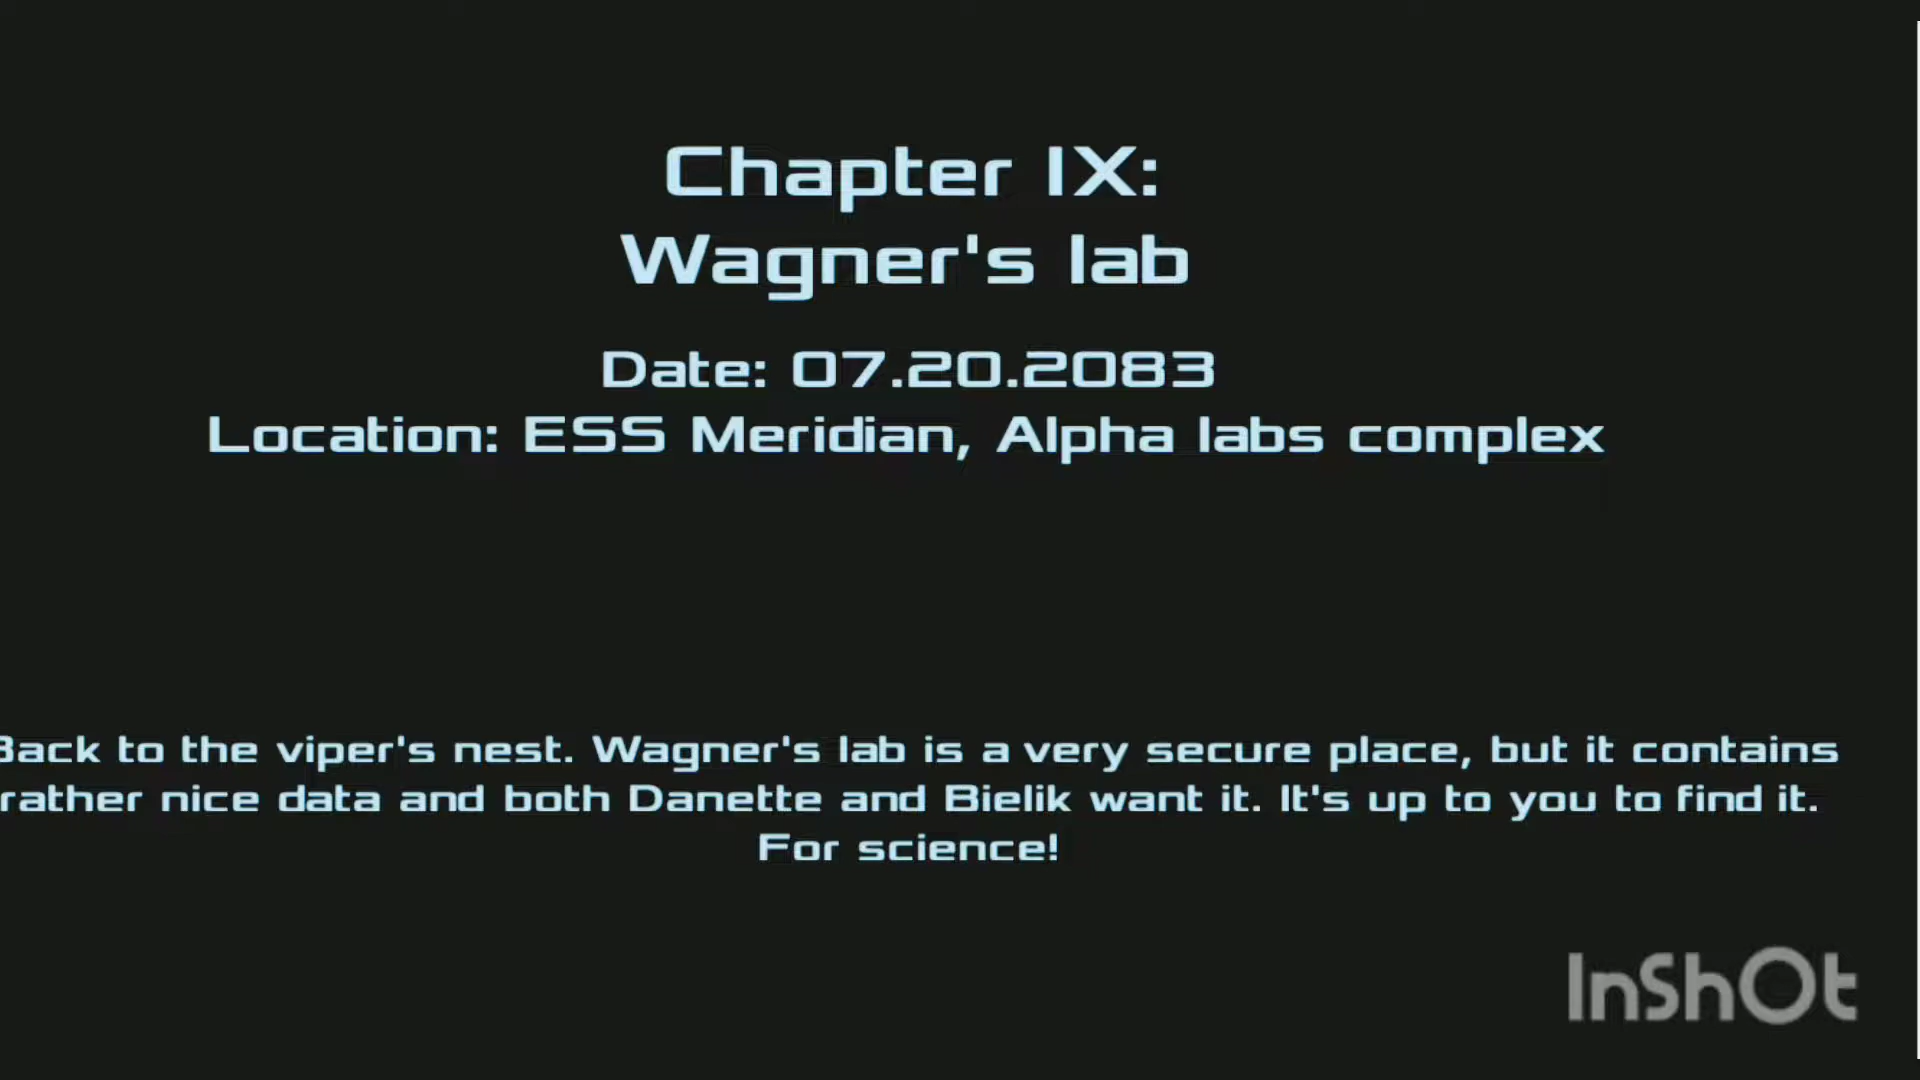 Chapter IX:
Wagner's lab
Date: 07.20.2083
Location: ESS Meridian, Alpha labs complex
Back to the viper's nest. Wagner's lab is a very secure place, but it contains
rather nice data and both Danette and Bielik want it. It's up to you to find it.
For science!
InShOt